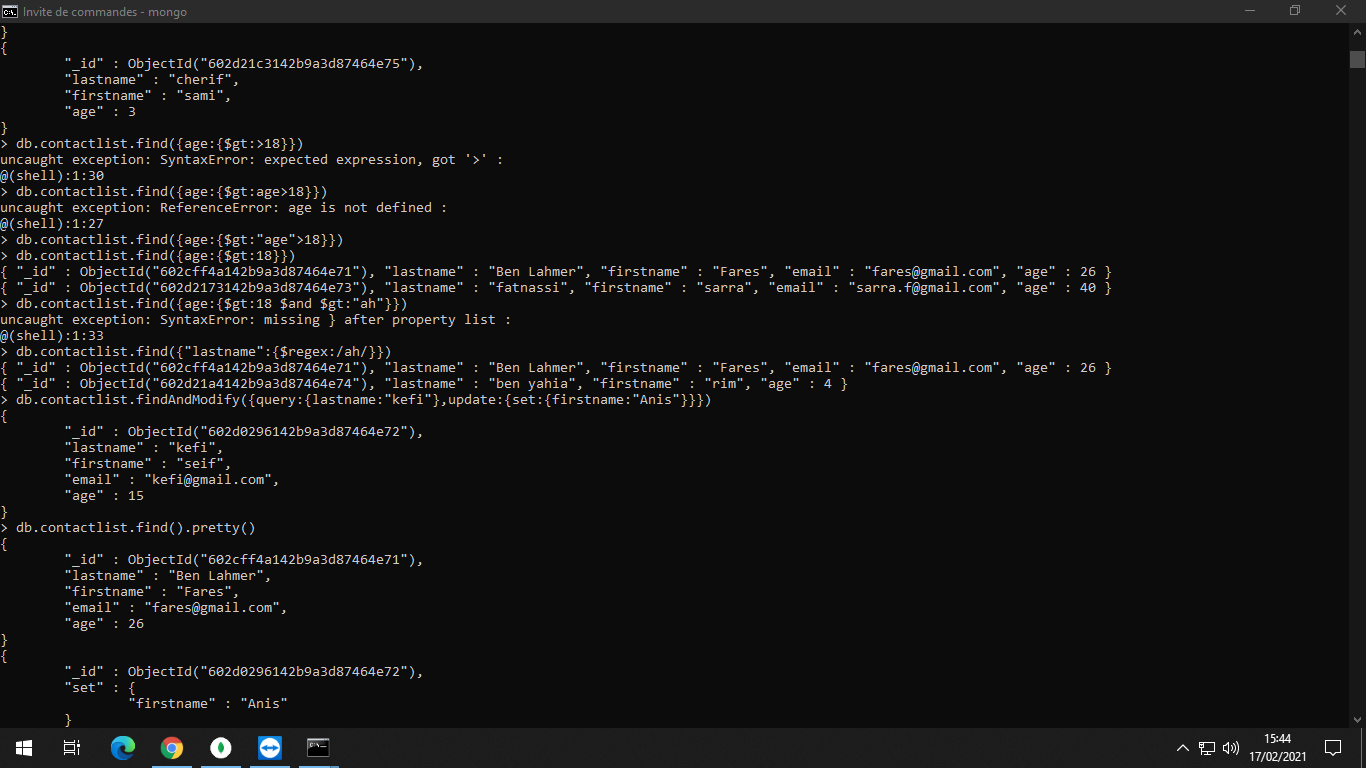 Invite de commandes - mongo
}
{
"_id" : ObjectId("602d21c3142b9a3d87464e75"),
"lastname" : "cherif",
"firstname" : "sami",
"age" : 3
}
> db.contactlist.find({age:{$gt:>18}})
uncaught exception: SyntaxError: expected expression, got '>' :
@(shell):1:30
> db.contactlist.find({age:{$gt:age>18}})
uncaught exception: ReferenceError: age is not defined :
@(shell):1:27
> db.contactlist.find({age:{$gt:"age">18}})
> db.contactlist.find({age:{$gt:18}})
{ "_id" : ObjectId("602cff4a142b9a3d87464e71"), "lastname" : "Ben Lahmer", "firstname" : "Fares", "email" : "fares@gmail.com", "age" : 26 }
{ "_id" : ObjectId("602d2173142b9a3d87464e73"), "lastname" : "fatnassi", "firstname" : "sarra", "email" : "sarra.f@gmail.com", "age" : 40 }
> db.contactlist.find({age:{$gt:18 $and $gt:"ah"}})
uncaught exception: SyntaxError: missing } after property list :
@(shell):1:33
> db.contactlist.find({"lastname":{$regex:/ah/}})
{ "_id" : ObjectId("602cff4a142b9a3d87464e71"), "lastname" : "Ben Lahmer", "firstname" : "Fares", "email" : "fares@gmail.com", "age" : 26 }
{ "_id" : ObjectId("602d21a4142b9a3d87464e74"), "lastname" : "ben yahia", "firstname" : "rim", "age" : 4 }
> db.contactlist.findAndModify({query:{lastname:"kefi"},update:{set:{firstname:"Anis"}}})
{
"_id" : ObjectId("602d0296142b9a3d87464e72"),
"lastname" : "kefi",
"firstname" : "seif",
"email" : "kefi@gmail.com",
"age" : 15
}
> db.contactlist.find().pretty()
{
"_id" : ObjectId("602cff4a142b9a3d87464e71"),
"lastname" : "Ben Lahmer",
"firstname" : "Fares",
"email" : "fares@gmail.com",
"age" : 26
}
{
"_id" : ObjectId("602d0296142b9a3d87464e72"),
"set" : {
"firstname" : "Anis"
}
15:44
17/02/2021